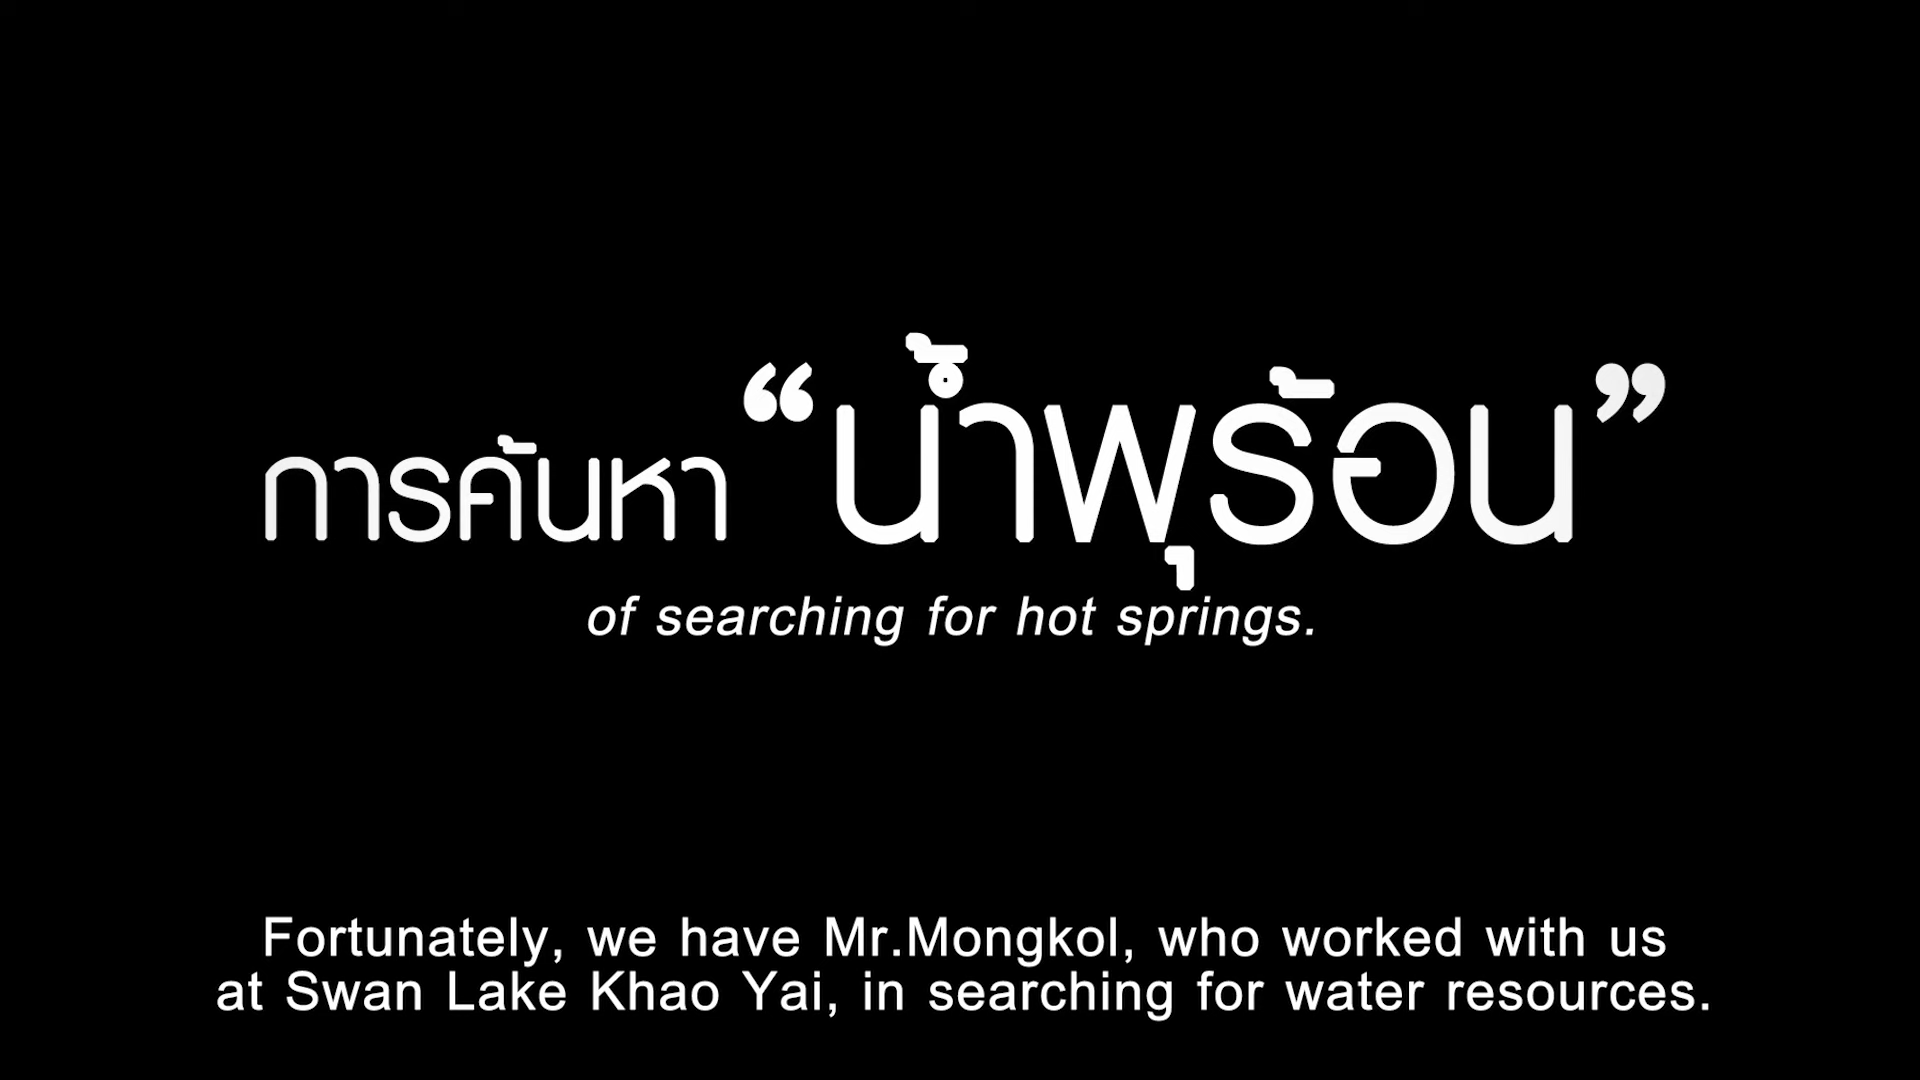 การค้นหา “น้ำพุร้อน”
of searching for hot springs.
Fortunately, we have Mr.Mongkol, who worked with us
at Swan Lake Khao Yai, in searching for water resources.